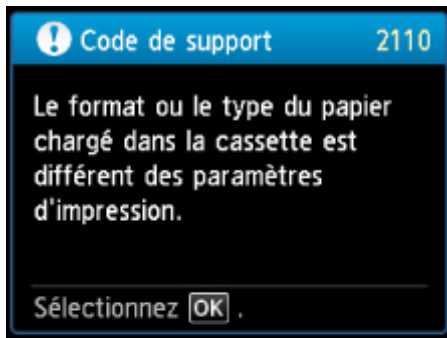 Code de support 2110
Le format ou le type du papier
chargé dans la cassette est
différent des paramètres
d'impression.
Sélectionnez OK .